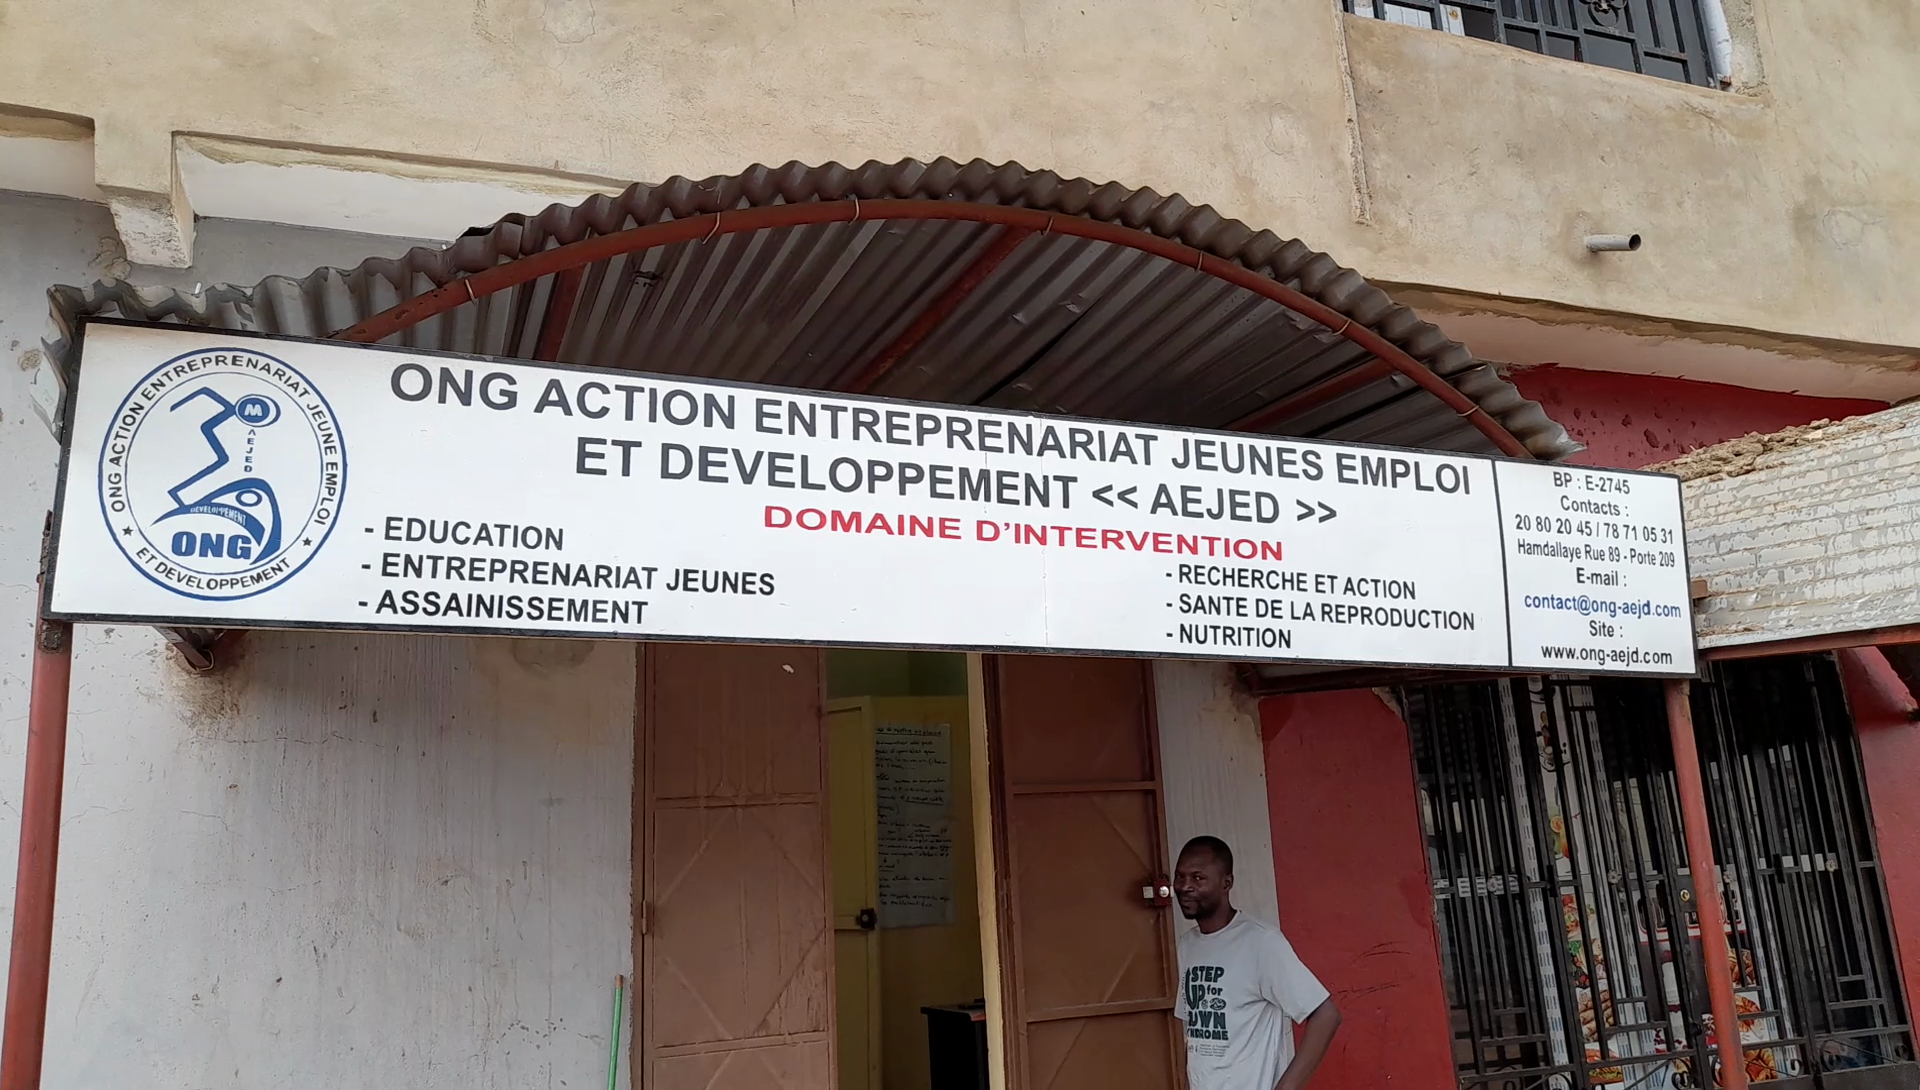 ONG ACTION ENTREPRENARIAT JEUNE EMPLOI
ET DEVELOPPEMENT
M
AEJED
DEVELOPPEMENT
ONG
ONG ACTION ENTREPRENARIAT JEUNES EMPLOI
ET DEVELOPPEMENT << AEJED >>
DOMAINE D'INTERVENTION
- EDUCATION
- ENTREPRENARIAT JEUNES
- ASSAINISSEMENT
- RECHERCHE ET ACTION
- SANTE DE LA REPRODUCTION
- NUTRITION
BP : E-2745
Contacts :
20 80 20 45 / 78 71 05 31
Hamdallaye Rue 89 - Porte 209
E-mail :
contact@ong-aejd.com
Site :
www.ong-aejd.com
STEP
UP for